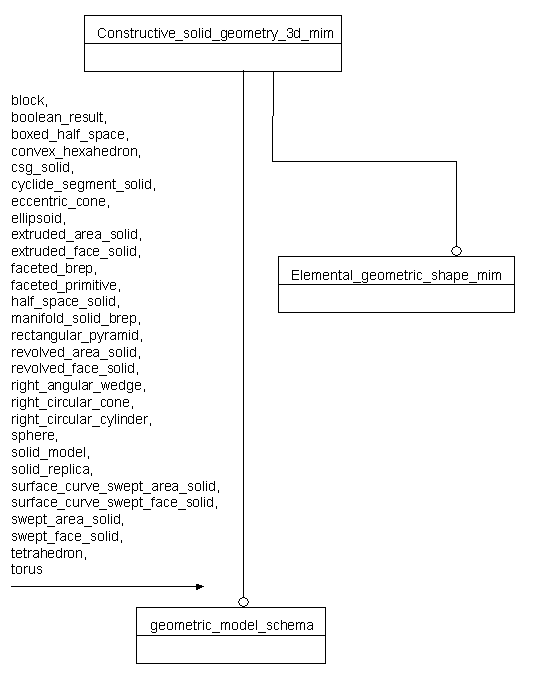 Constructive_solid_geometry_3d_mim
block,
boolean_result,
boxed_half_space,
convex_hexahedron,
csg_solid,
cyclide_segment_solid,
eccentric_cone,
ellipsoid,
extruded_area_solid,
extruded_face_solid,
faceted_brep,
faceted_primitive,
half_space_solid,
manifold_solid_brep,
rectangular_pyramid,
revolved_area_solid,
revolved_face_solid,
right_angular_wedge,
right_circular_cone,
right_circular_cylinder,
sphere,
solid_model,
solid_replica,
surface_curve_swept_area_solid,
surface_curve_swept_face_solid,
swept_area_solid,
swept_face_solid,
tetrahedron,
torus
Elemental_geometric_shape_mim
geometric_model_schema